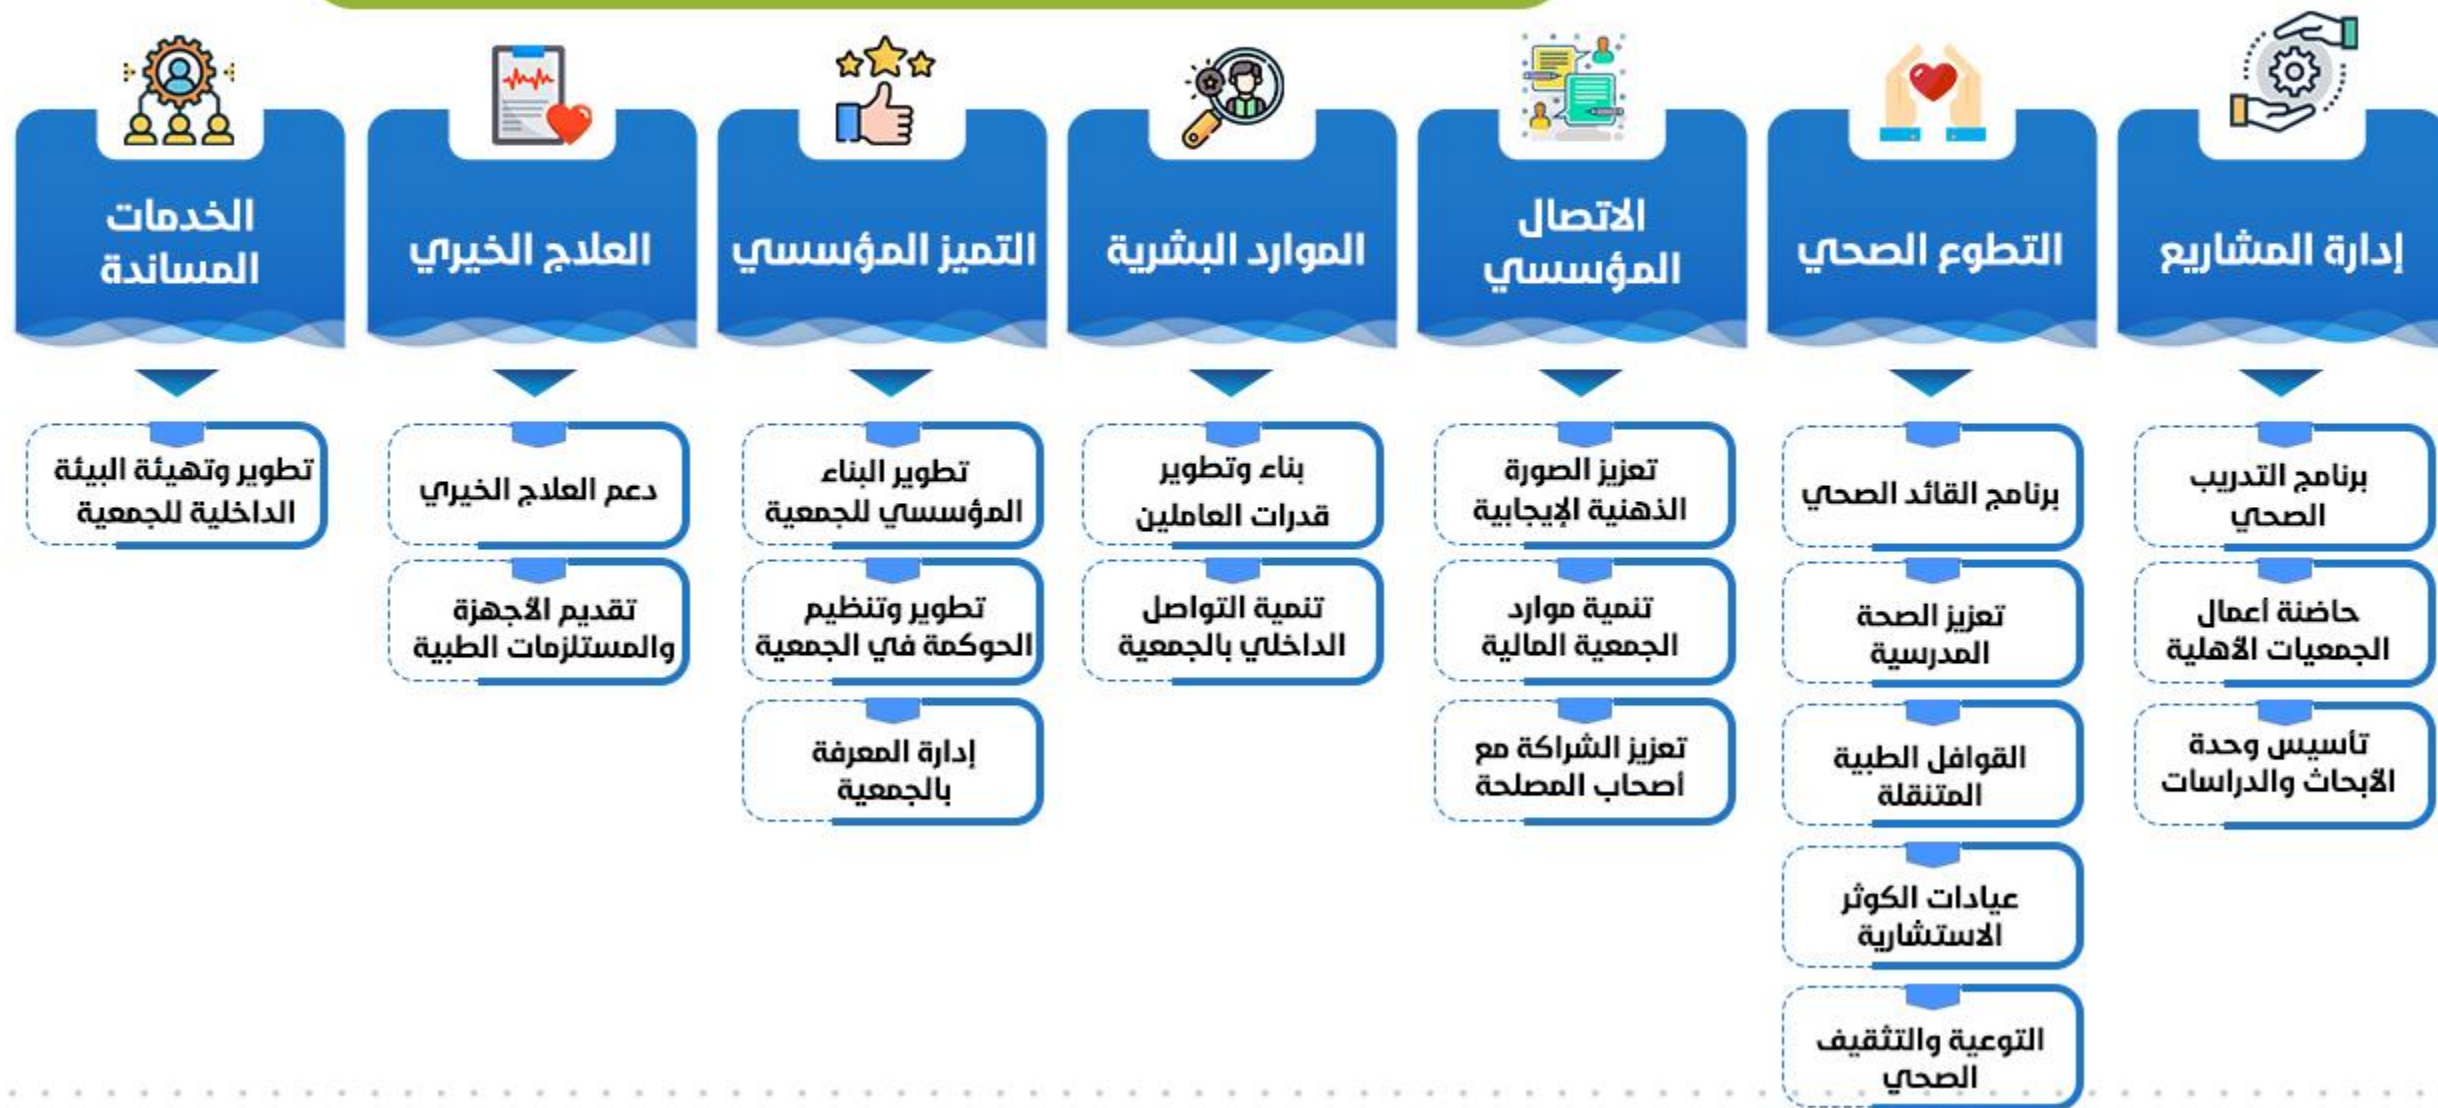 إدارة المشاريع
التطوع الصحي
الاتصال
المؤسسي
الموارد البشرية
التميز المؤسسي
العلاج الخيري
الخدمات
المساندة
برنامج التدريب
الصحي
حاضنة أعمال
الجمعيات الأهلية
تأسيس وحدة
الأبحاث والدراسات
برنامج القائد الصحي
تعزيز الصحة
المدرسية
القوافل الطبية
المتنقلة
عيادات الكوثر
الاستشارية
التوعية والتثقيف
الصحي
تعزيز الصورة
الذهنية الإيجابية
تنمية موارد
الجمعية المالية
تعزيز الشراكة مع
أصحاب المصلحة
بناء وتطوير
قدرات العاملين
تنمية التواصل
الداخلي بالجمعية
تطوير البناء
المؤسسي للجمعية
تطوير وتنظيم
الحوكمة في الجمعية
إدارة المعرفة
بالجمعية
دعم العلاج الخيري
تقديم الأجهزة
والمستلزمات الطبية
تطوير وتهيئة البيئة
الداخلية للجمعية